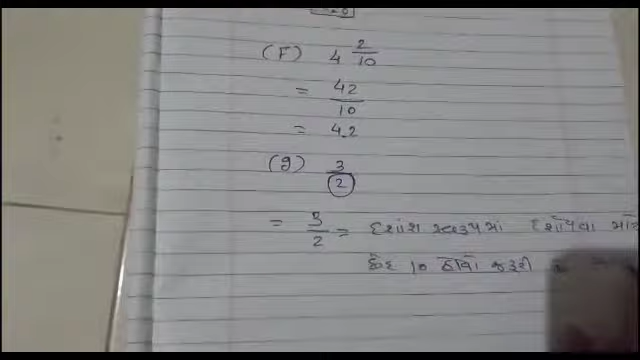 (F) 4 2/10
= 42/10
= 4.2
(g) 3/2
= 3/2 = દશાંશ સ્વરૂપમાં દર્શાવવા
છેદ 10 હોવો જરૂરી